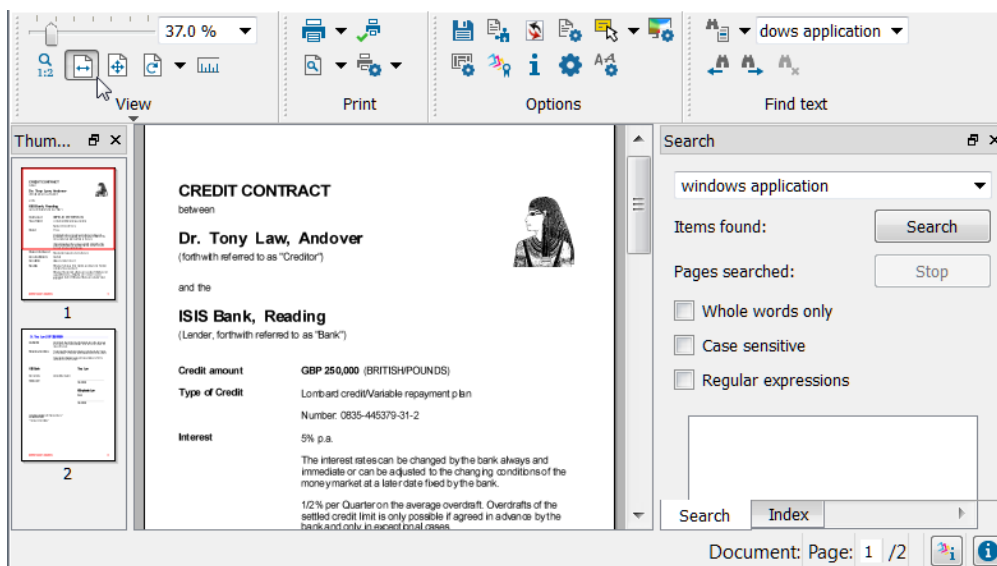 37.0 %
dows application
1:2
View
Print
Options
Find text
Thum...
1
2
CREDIT CONTRACT
between
Dr. Tony Law, Andover
(forthwith referred to as "Creditor")
and the
ISIS Bank, Reading
(Lender, forthwith referred to as "Bank")
Credit amount GBP 250,000 (BRITISH/POUNDS)
Type of Credit Lombard credit/Variable repayment plan
Number: 0835-445379-31-2
Interest 5% p.a.
The interest rates can be changed by the bank always and
immediate or can be adjusted to the changing conditions of the
money market at a later date fixed by the bank.
1/2% per Quarter on the average overdraft. Overdrafts of the
settled credit limit is only possible if agreed in advance by the
bank and only in exceptional cases
Search
windows application
Items found: Search
Pages searched: Stop
Whole words only
Case sensitive
Regular expressions
Search Index
Document: Page: 1 /2